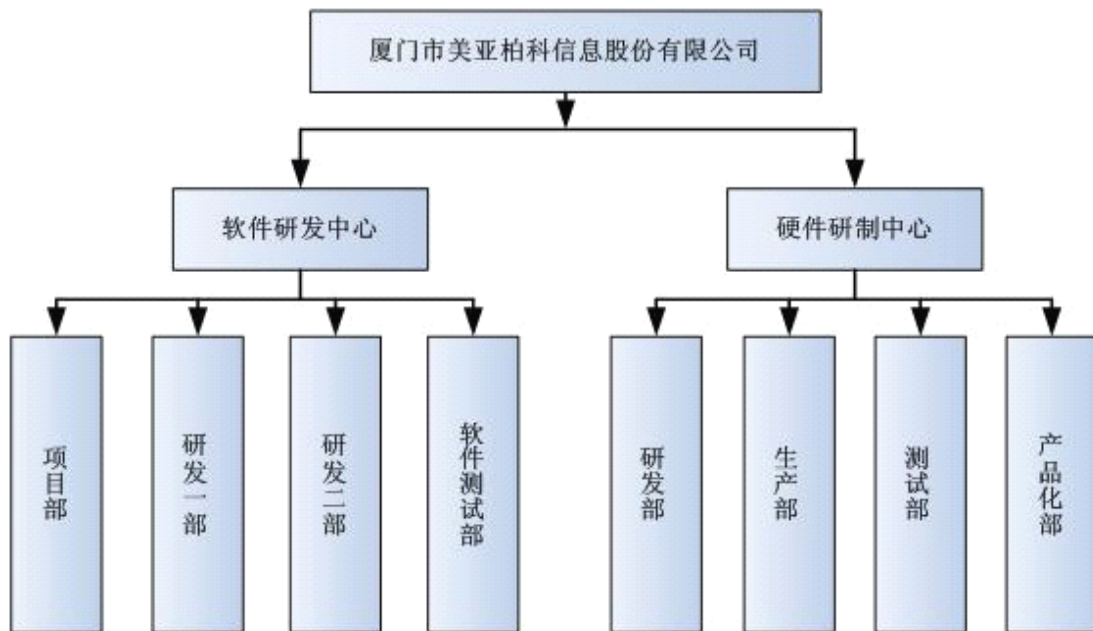 厦门市美亚柏科信息股份有限公司
软件研发中心
硬件研制中心
项目部
研发一部
研发二部
软件测试部
研发部
生产部
测试部
产品化部